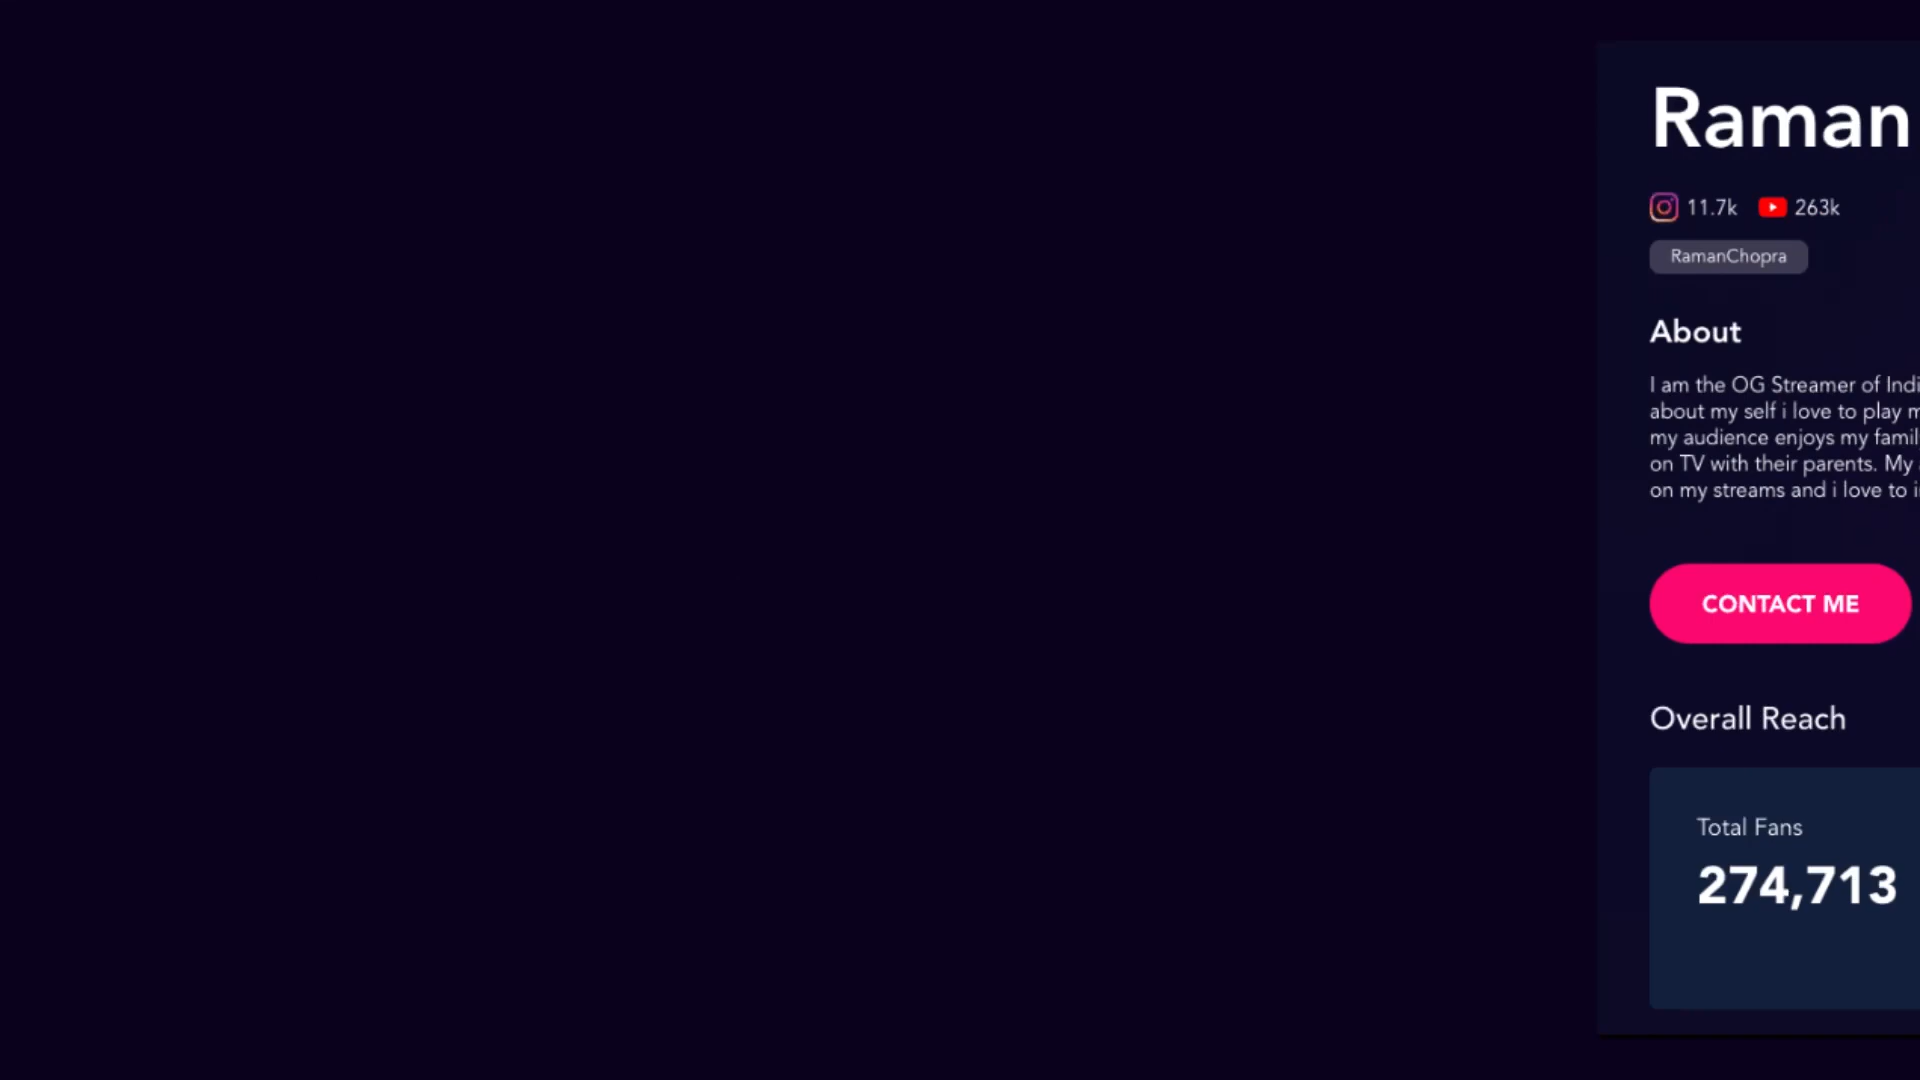 Raman
11.7k 263k
RamanChopra
About
I am the OG Streamer of
about my self i love to play
my audience enjoys my
on TV with their parents. My
on my streams and i love to
CONTACT ME
Overall Reach
Total Fans
274,713